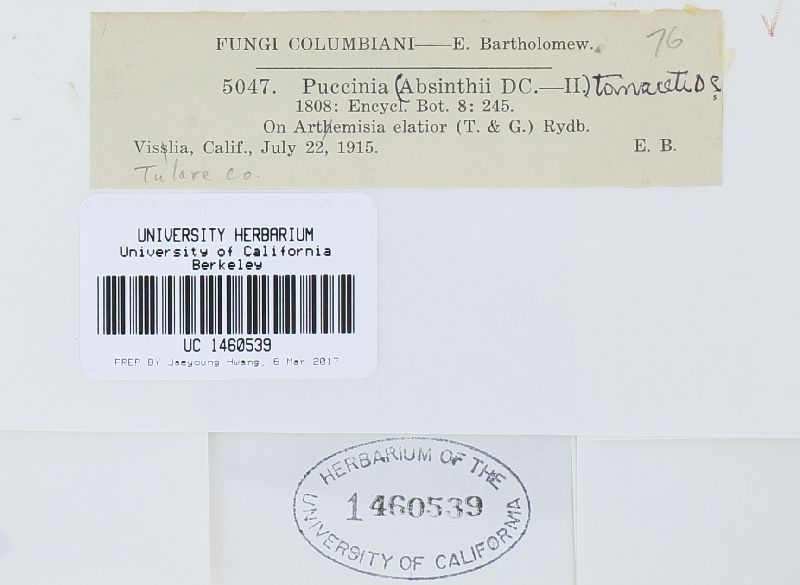 FUNGI COLUMBIANI—E. Bartholomew. 76
5047. Puccinia (Absinthii DC.—II.) tanaceti DC
1808: Encycl. Bot. 8: 245.
On Arthemisia elatior (T. & G.) Rydb.
Vislia, Calif., July 22, 1915. E. B.
Tulare co.
UNIVERSITY HERBARIUM
University of California
Berkeley
UC 1460539
PREP BY Jaeyoung Hwang, 6 Mar 2017
HERBARIUM OF THE
1460539
UNIVERSITY OF CALIFORNIA